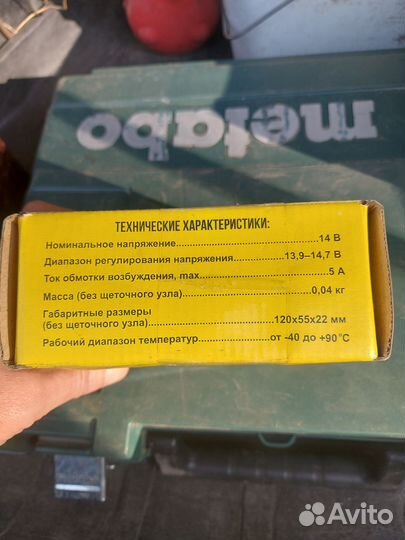 metabo
ТЕХНИЧЕСКИЕ ХАРАКТЕРИСТИКИ:
Номинальное напряжение...........................14 В
Диапазон регулирования напряжения............13,9–14,7 В
Ток обмотки возбуждения, max...........................5 А
Масса (без щеточного узла)...........................0,04 кг
Габаритные размеры
(без щеточного узла)...........................120х55х22 мм
Рабочий диапазон температур...............от -40 до +90°С
Avito